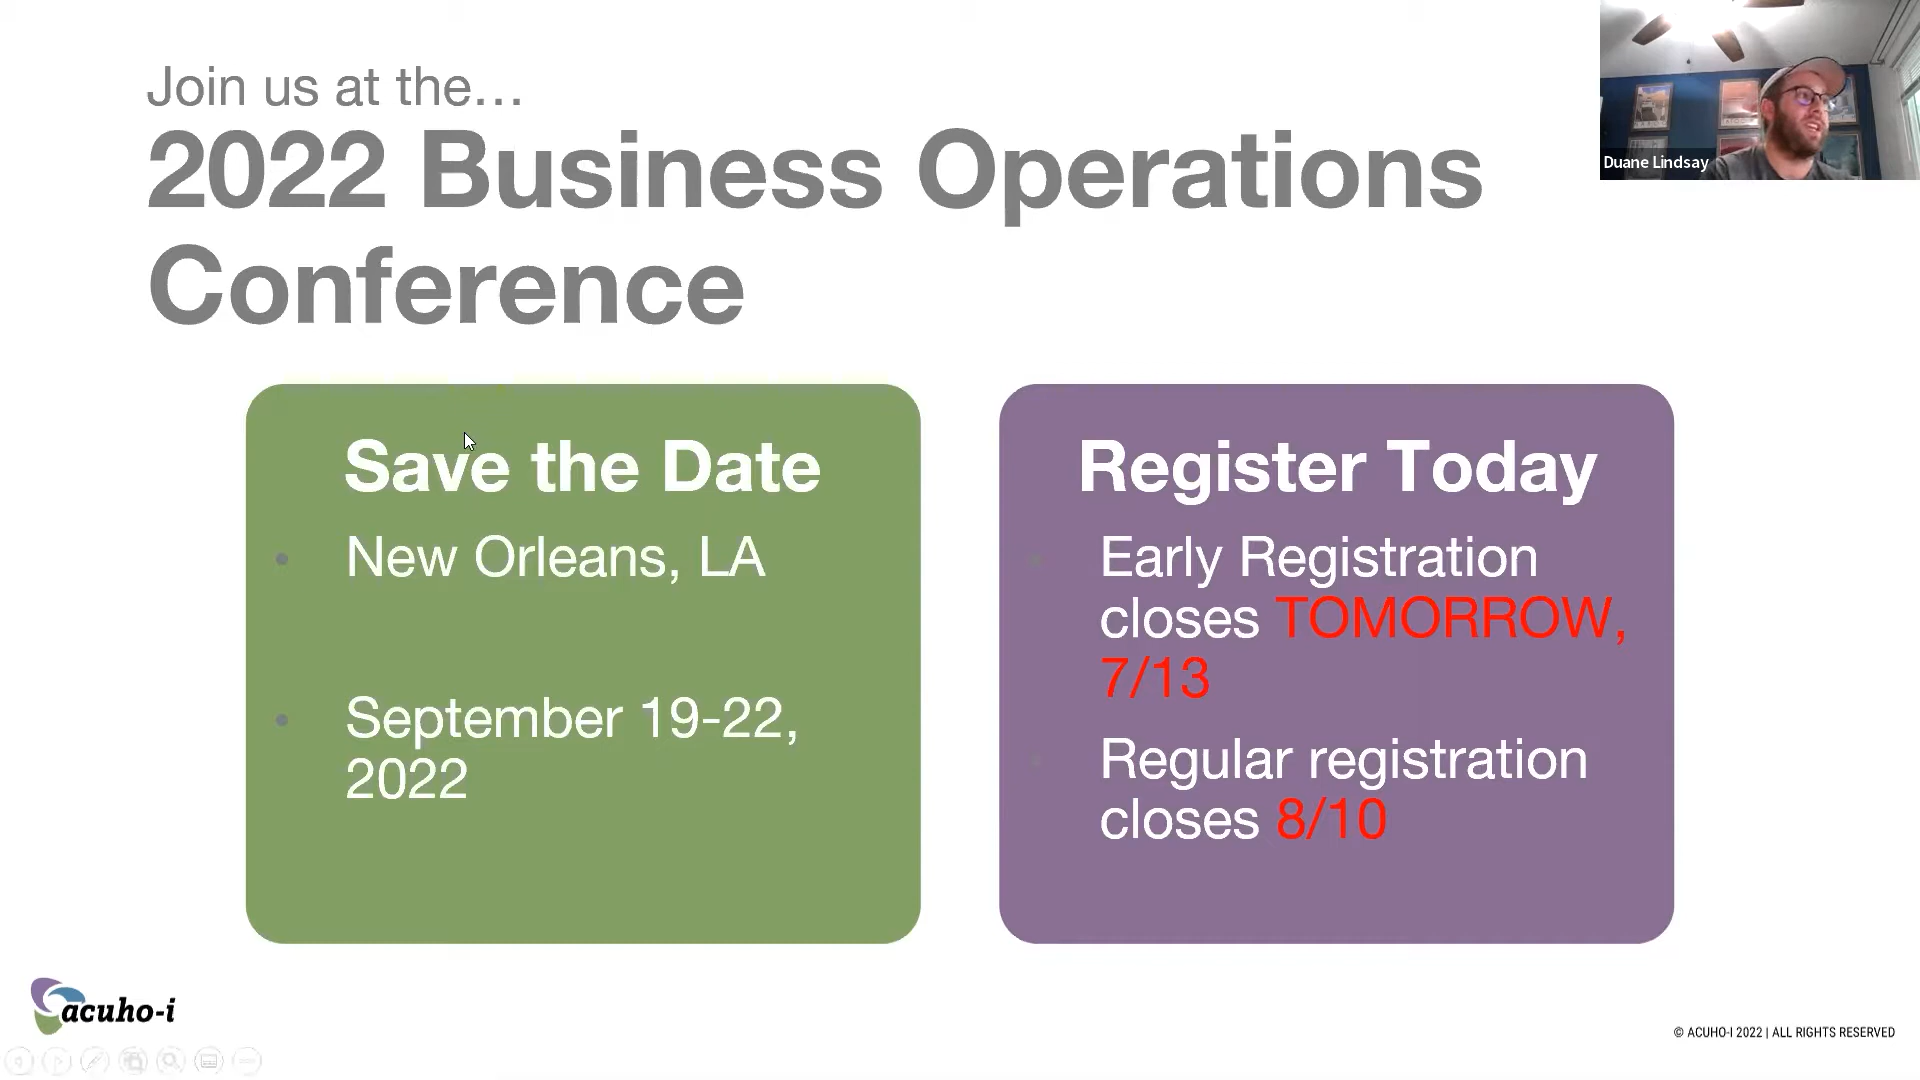 Join us at the…
2022 Business Operations
Conference
Duane Lindsay
Save the Date
New Orleans, LA
September 19-22,
2022
Register Today
Early Registration
closes TOMORROW,
7/13
Regular registration
closes 8/10
acuho-i
© ACUHO-I 2022 | ALL RIGHTS RESERVED